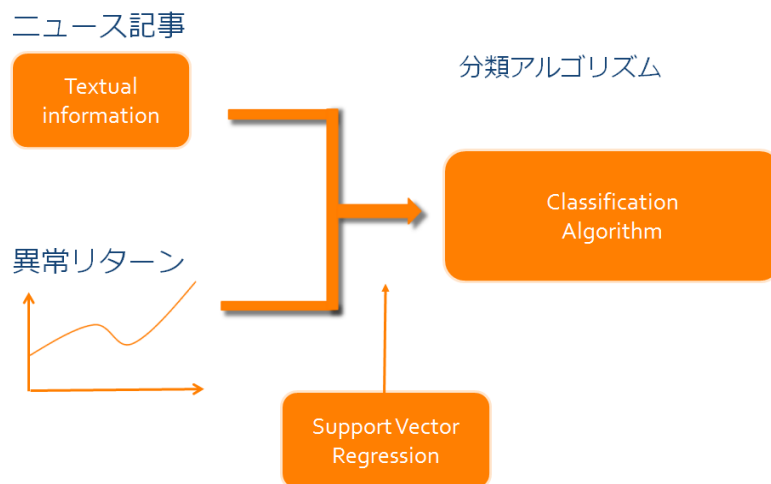 ニュース記事
Textual
information
分類アルゴリズム
Classification
Algorithm
異常リターン
Support Vector
Regression